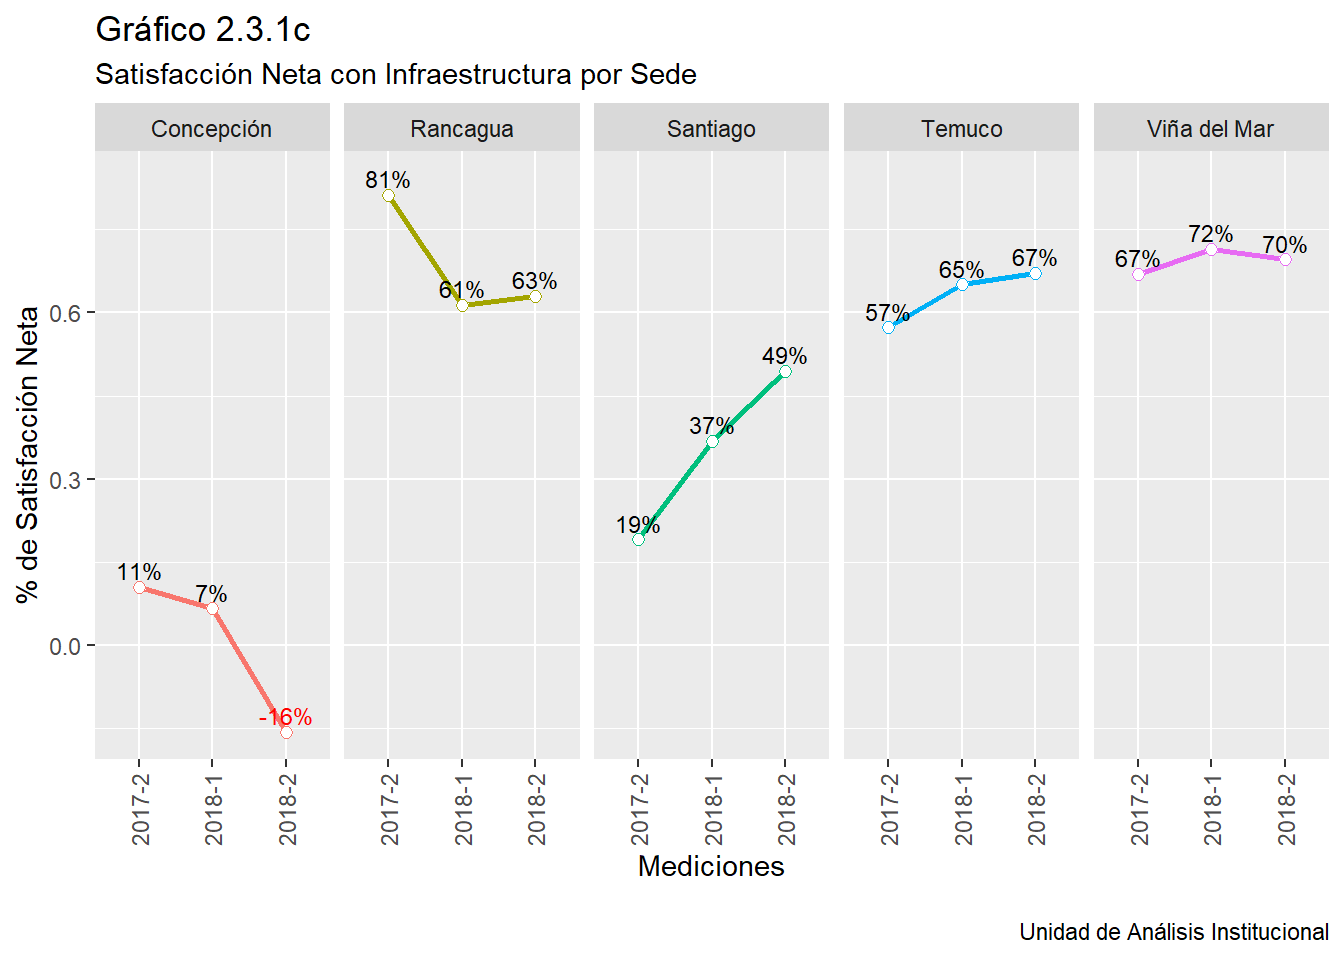 Gráfico 2.3.1c
Satisfacción Neta con Infraestructura por Sede
Concepción Rancagua Santiago Temuco Viña del Mar
% de Satisfacción Neta
0.6
0.3
0.0
11% 7% -16%
81% 61% 63%
19% 37% 49%
57% 65% 67%
67% 72% 70%
2017-2 2018-1 2018-2 2017-2 2018-1 2018-2 2017-2 2018-1 2018-2 2017-2 2018-1 2018-2 2017-2 2018-1 2018-2
Mediciones
Unidad de Análisis Institucional